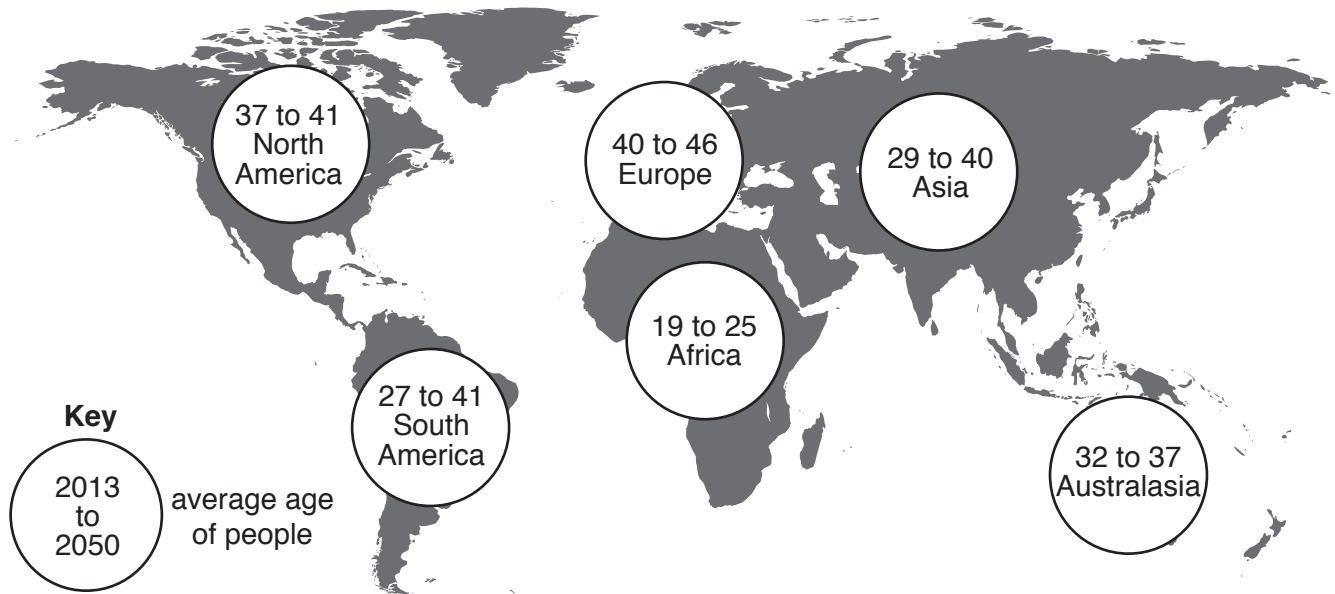 37 to 41
North
America
40 to 46
Europe
29 to 40
Asia
19 to 25
Africa
27 to 41
South
America
32 to 37
Australasia
Key
2013
to
2050
average age
of people